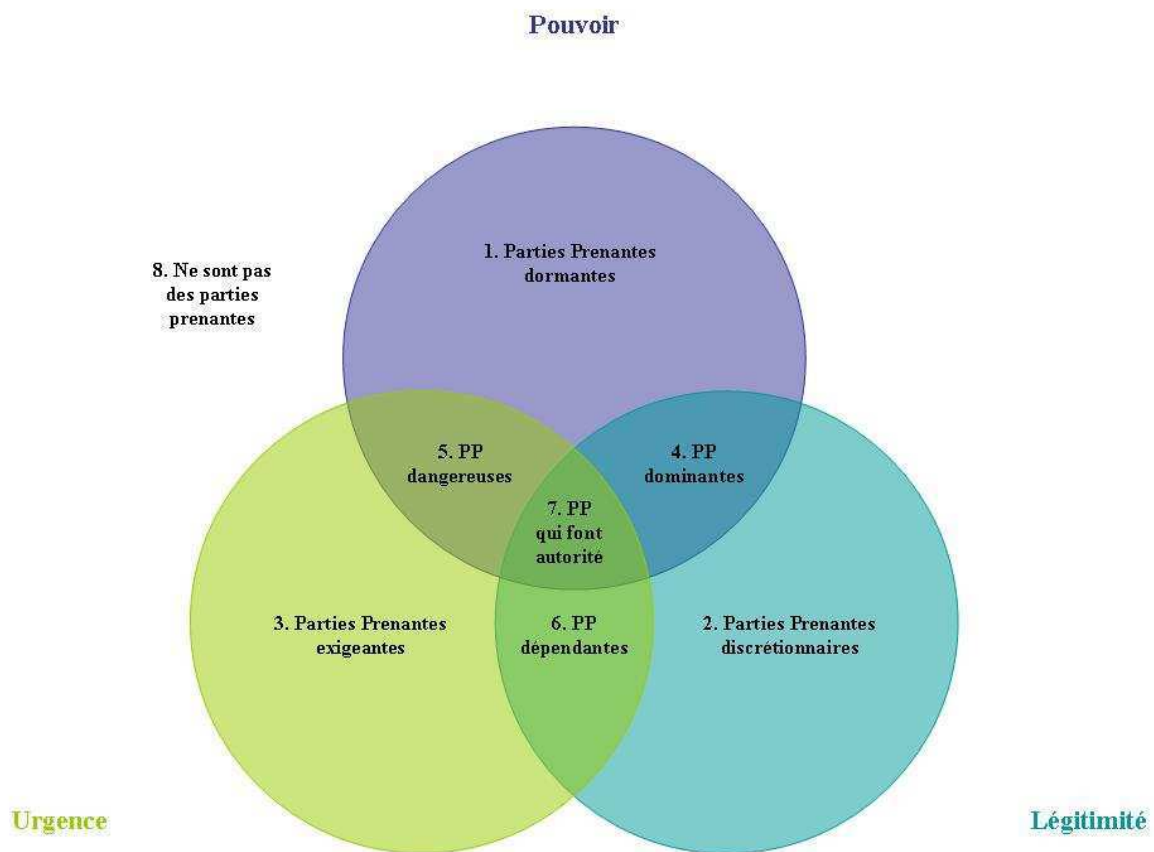 Pouvoir
1. Parties Prenantes
dormantes
8. Ne sont pas
des parties
prenantes
5. PP
dangereuses
4. PP
dominantes
7. PP
qui font
autorité
3. Parties Prenantes
exigeantes
6. PP
dépendantes
2. Parties Prenantes
discrétionnaires
Urgence
Légitimité